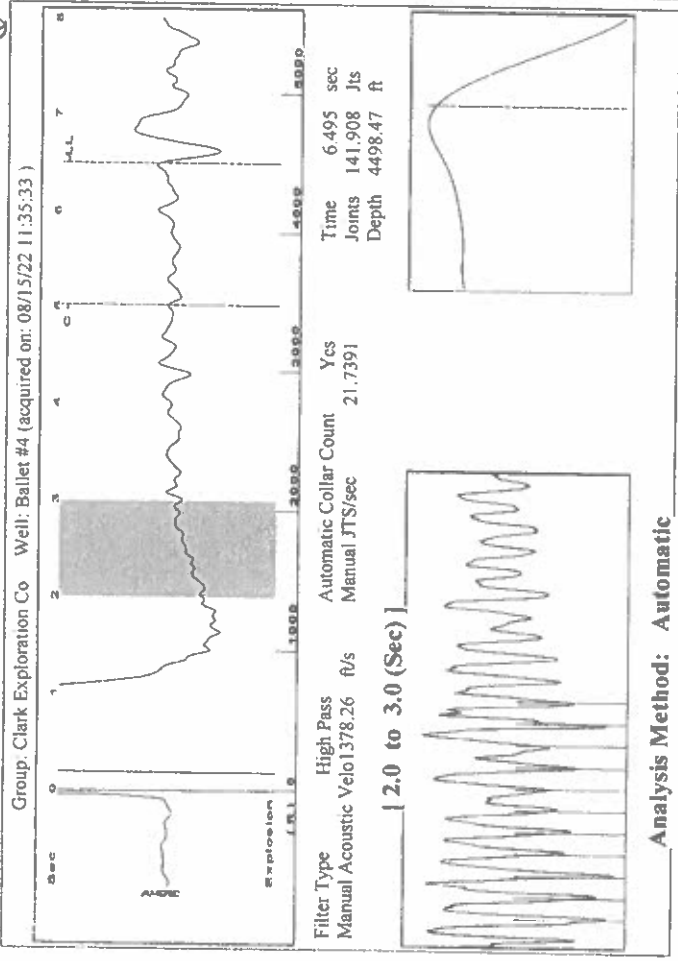 Group: Clark Exploration Co Well: Ballet #4 (acquired on: 08/15/22 11:35:33 )
Sec 0 1 2 3 4 5 6 7 8
C
Explosion
(ft) 0 1000 2000 3000 4000 5000
Filter Type High Pass Automatic Collar Count Yes Time 6.495 sec
Manual Acoustic Velo1378.26 ft/s Manual JTS/sec 21.7391 Joints 141.908 Jts
Depth 4498.47 ft
[ 2.0 to 3.0 (Sec) ]
Analysis Method: Automatic